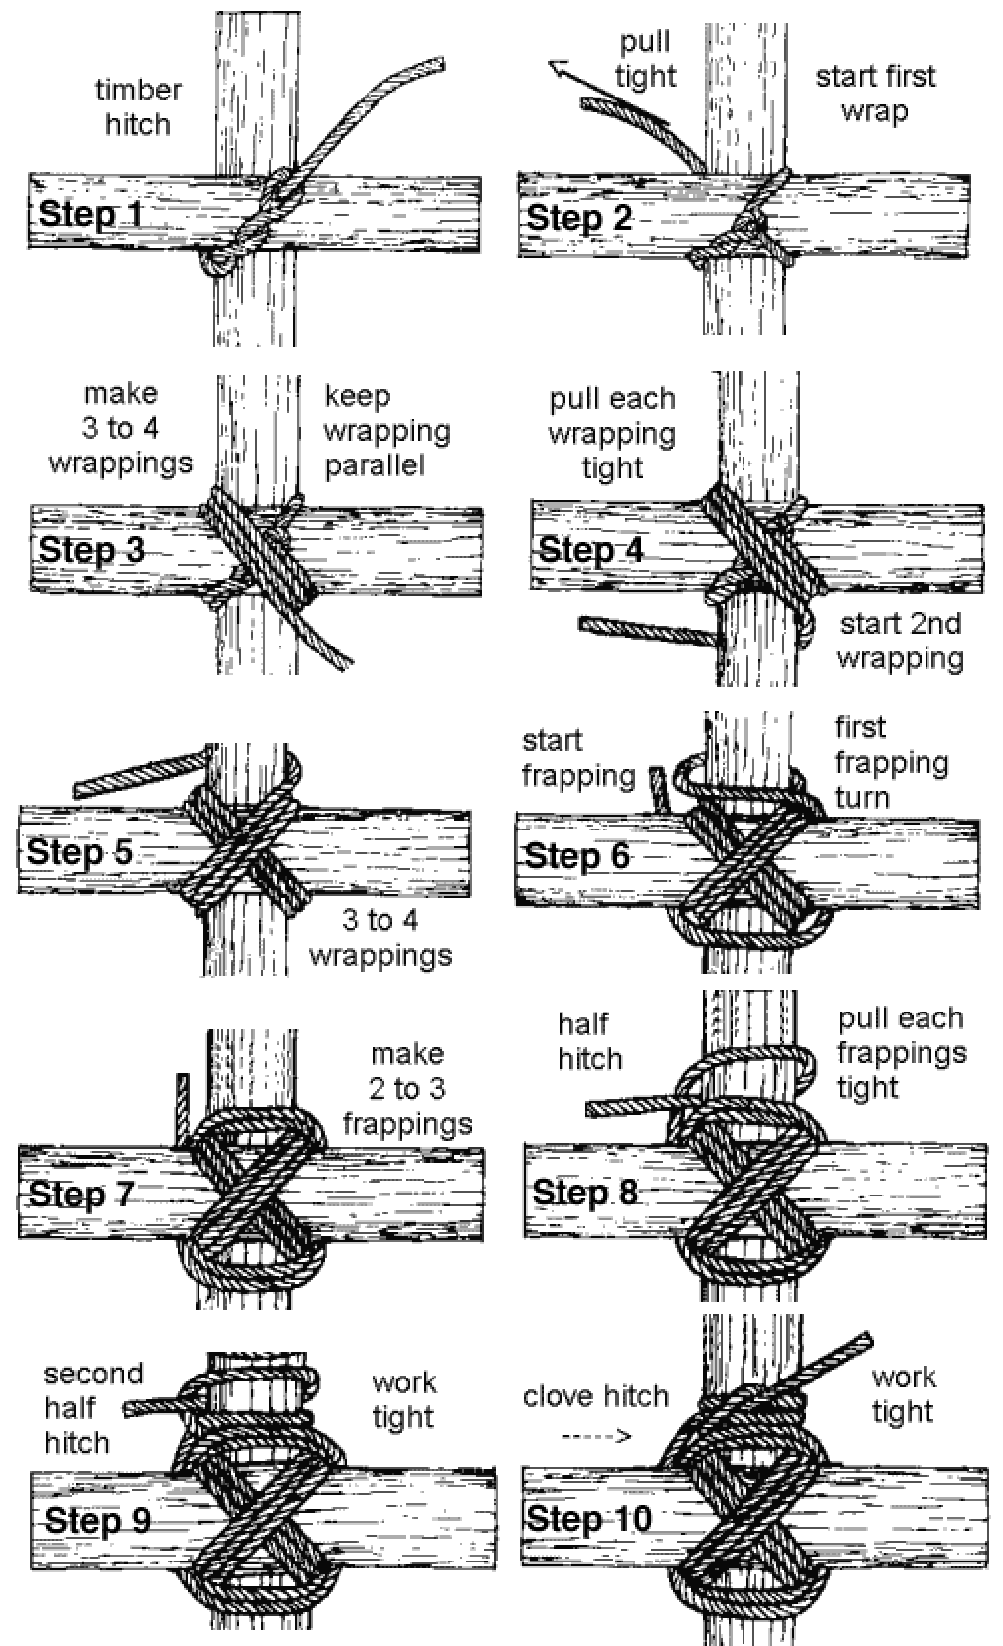 timber
hitch
Step 1
pull
tight
start first
wrap
Step 2
make
3 to 4
wrappings
keep
wrapping
parallel
Step 3
pull each
wrapping
tight
Step 4
start 2nd
wrapping
Step 5
3 to 4
wrappings
start
frapping
first
frapping
turn
Step 6
make
2 to 3
frappings
Step 7
half
hitch
pull each
frappings
tight
Step 8
second
half
hitch
work
tight
Step 9
clove hitch
---->
work
tight
Step 10